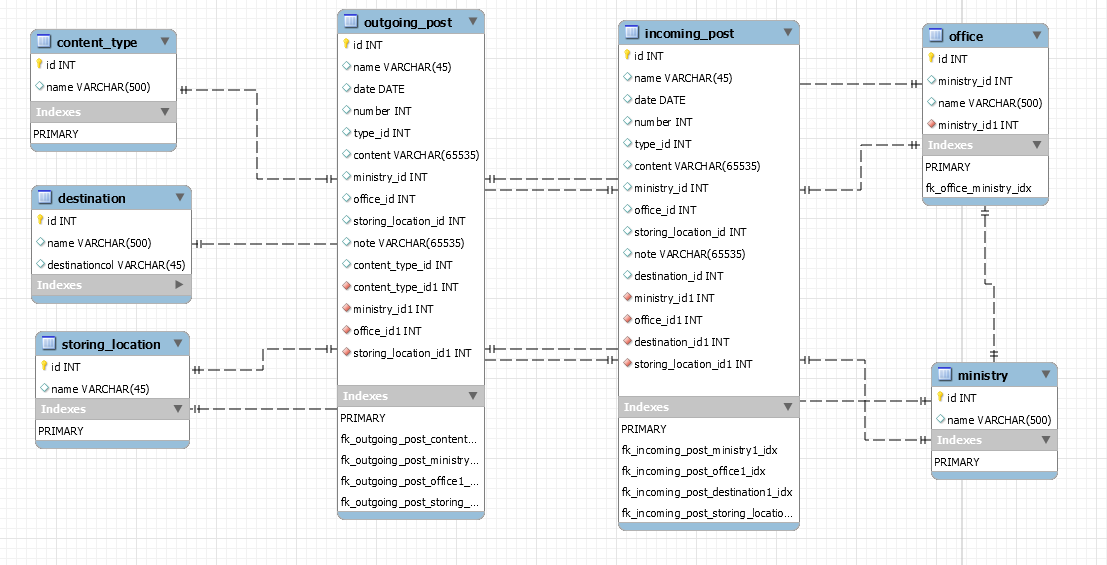 content_type
id INT
name VARCHAR(500)
Indexes
PRIMARY
destination
id INT
name VARCHAR(500)
destinationcol VARCHAR(45)
Indexes
storing_location
id INT
name VARCHAR(45)
Indexes
PRIMARY
outgoing_post
id INT
name VARCHAR(45)
date DATE
number INT
type_id INT
content VARCHAR(65535)
ministry_id INT
office_id INT
storing_location_id INT
note VARCHAR(65535)
content_type_id INT
content_type_id1 INT
ministry_id1 INT
office_id1 INT
storing_location_id1 INT
Indexes
PRIMARY
fk_outgoing_post_content...
fk_outgoing_post_ministry...
fk_outgoing_post_office1_...
fk_outgoing_post_storing_...
incoming_post
id INT
name VARCHAR(45)
date DATE
number INT
type_id INT
content VARCHAR(65535)
ministry_id INT
office_id INT
storing_location_id INT
note VARCHAR(65535)
destination_id INT
ministry_id1 INT
office_id1 INT
destination_id1 INT
storing_location_id1 INT
Indexes
PRIMARY
fk_incoming_post_ministry1_idx
fk_incoming_post_office1_idx
fk_incoming_post_destination1_idx
fk_incoming_post_storing_locatio...
office
id INT
ministry_id INT
name VARCHAR(500)
ministry_id1 INT
Indexes
PRIMARY
fk_office_ministry_idx
ministry
id INT
name VARCHAR(500)
Indexes
PRIMARY